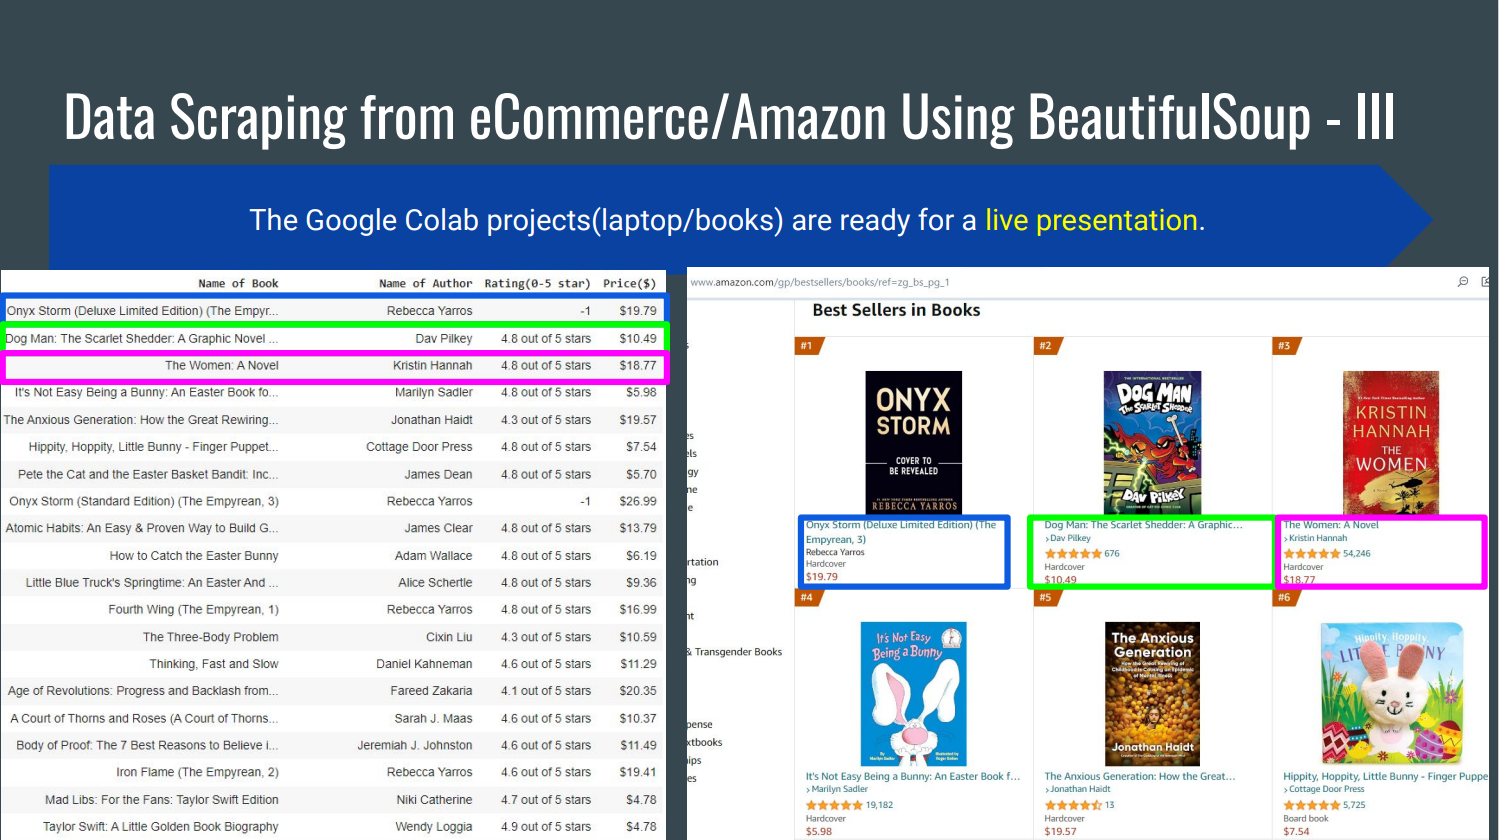 Data Scraping from eCommerce/Amazon Using BeautifulSoup - III
The Google Colab projects(laptop/books) are ready for a live presentation.
Name of Book Name of Author Rating(0-5 star) Price($)
Onyx Storm (Deluxe Limited Edition) (The Empyr... Rebecca Yarros -1 $19.79
Dog Man: The Scarlet Shedder: A Graphic Novel ... Dav Pilkey 4.8 out of 5 stars $10.49
The Women: A Novel Kristin Hannah 4.8 out of 5 stars $18.77
It's Not Easy Being a Bunny: An Easter Book fo... Marilyn Sadler 4.8 out of 5 stars $5.98
The Anxious Generation: How the Great Rewiring... Jonathan Haidt 4.3 out of 5 stars $19.57
Hippity, Hoppity, Little Bunny - Finger Puppet... Cottage Door Press 4.8 out of 5 stars $7.54
Pete the Cat and the Easter Basket Bandit: Inc... James Dean 4.8 out of 5 stars $5.70
Onyx Storm (Standard Edition) (The Empyrean, 3) Rebecca Yarros -1 $26.99
Atomic Habits: An Easy & Proven Way to Build G... James Clear 4.8 out of 5 stars $13.79
How to Catch the Easter Bunny Adam Wallace 4.8 out of 5 stars $6.19
Little Blue Truck's Springtime: An Easter And ... Alice Schertle 4.8 out of 5 stars $9.36
Fourth Wing (The Empyrean, 1) Rebecca Yarros 4.8 out of 5 stars $16.99
The Three-Body Problem Cixin Liu 4.3 out of 5 stars $10.59
Thinking, Fast and Slow Daniel Kahneman 4.6 out of 5 stars $11.29
Age of Revolutions: Progress and Backlash from... Fareed Zakaria 4.1 out of 5 stars $20.35
A Court of Thorns and Roses (A Court of Thorns... Sarah J. Maas 4.6 out of 5 stars $10.37
Body of Proof: The 7 Best Reasons to Believe i... Jeremiah J. Johnston 4.6 out of 5 stars $11.49
Iron Flame (The Empyrean, 2) Rebecca Yarros 4.6 out of 5 stars $19.41
Mad Libs: For the Fans: Taylor Swift Edition Niki Catherine 4.7 out of 5 stars $4.78
Taylor Swift: A Little Golden Book Biography Wendy Loggia 4.9 out of 5 stars $4.78
www.amazon.com/gp/bestsellers/books/ref=zg_bs_pg_1
Best Sellers in Books
#1
ONYX
STORM
COVER TO
BE REVEALED
REBECCA YARROS
Onyx Storm (Deluxe Limited Edition) (The
Empyrean, 3)
Rebecca Yarros
Hardcover
$19.79
#2
DOG MAN
The Scarlet Shedder
DAV PILKEY
Dog Man: The Scarlet Shedder: A Graphic...
› Dav Pilkey
676
Hardcover
$10.49
#3
KRISTIN
HANNAH
THE
WOMEN
The Women: A Novel
› Kristin Hannah
54,246
Hardcover
$18.77
#4
It's Not Easy
Being a Bunny
It's Not Easy Being a Bunny: An Easter Book f...
› Marilyn Sadler
19,182
Hardcover
$5.98
#5
The Anxious
Generation
Jonathan Haidt
The Anxious Generation: How the Great...
› Jonathan Haidt
13
Hardcover
$19.57
#6
Hippity, Hoppity,
Hippity, Hoppity, Little Bunny - Finger Puppe
› Cottage Door Press
5,725
Board book
$7.54
& Transgender Books